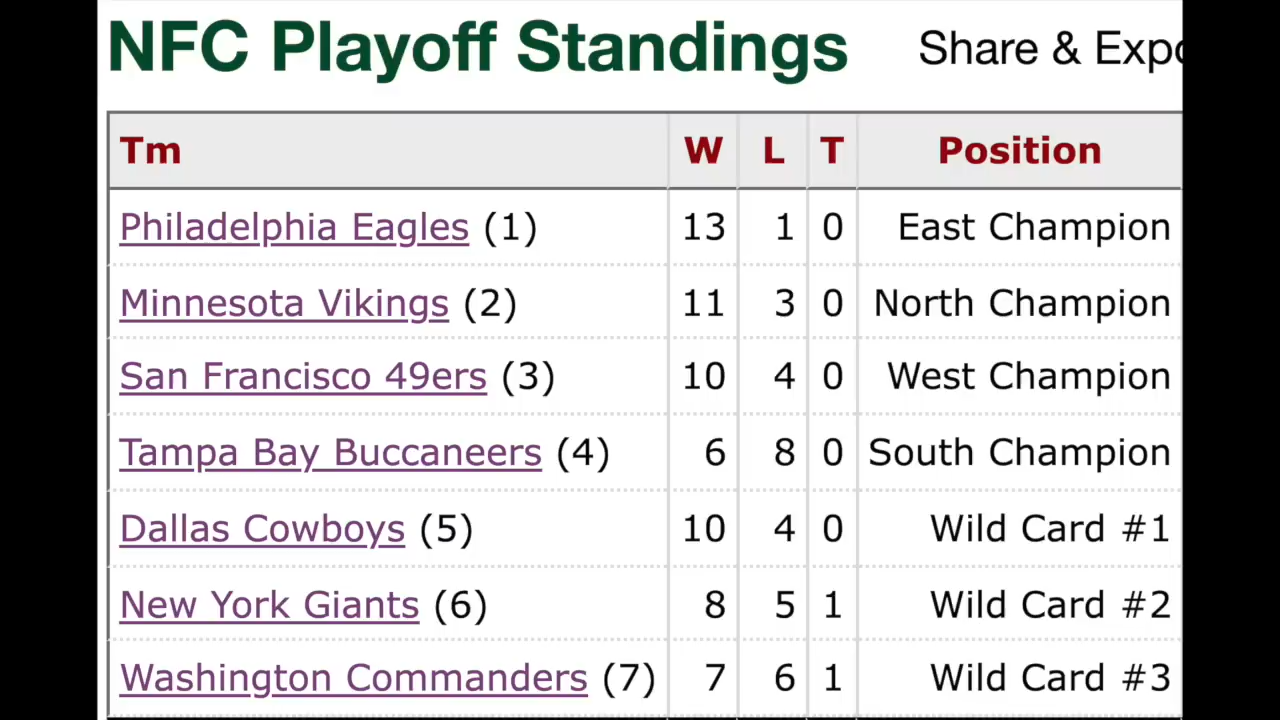 NFC Playoff Standings Share & Expo
Tm W L T Position
Philadelphia Eagles (1) 13 1 0 East Champion
Minnesota Vikings (2) 11 3 0 North Champion
San Francisco 49ers (3) 10 4 0 West Champion
Tampa Bay Buccaneers (4) 6 8 0 South Champion
Dallas Cowboys (5) 10 4 0 Wild Card #1
New York Giants (6) 8 5 1 Wild Card #2
Washington Commanders (7) 7 6 1 Wild Card #3